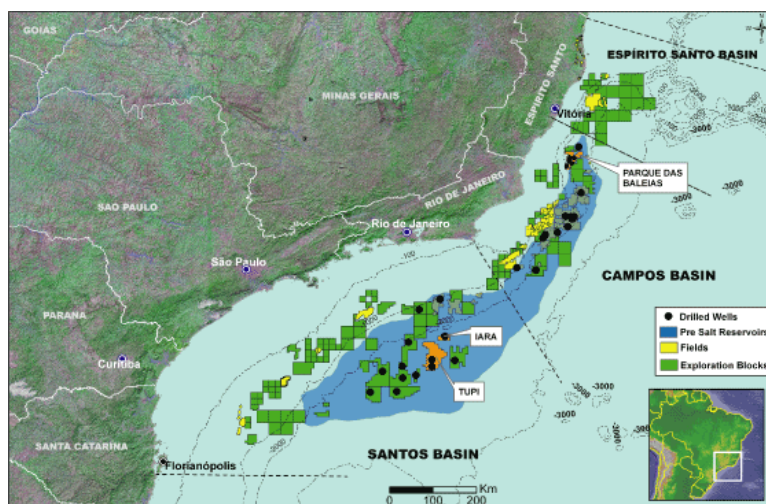 GOIAS
ESPÍRITO SANTO BASIN
MINAS GERAIS
ESPÍRITO SANTO
Vitória
-3000
PARQUE DAS
BALEIAS
-3000
RIO DE JANEIRO
SAO PAULO
Rio de Janeiro
-100
São Paulo
CAMPOS BASIN
PARANA
Drilled Wells
Pre Salt Reservoirs
Fields
Exploration Blocks
IARA
Curitiba
TUPI
-3000
-3000
SANTA CATARINA
SANTOS BASIN
Florianópolis
Km
0
100
200